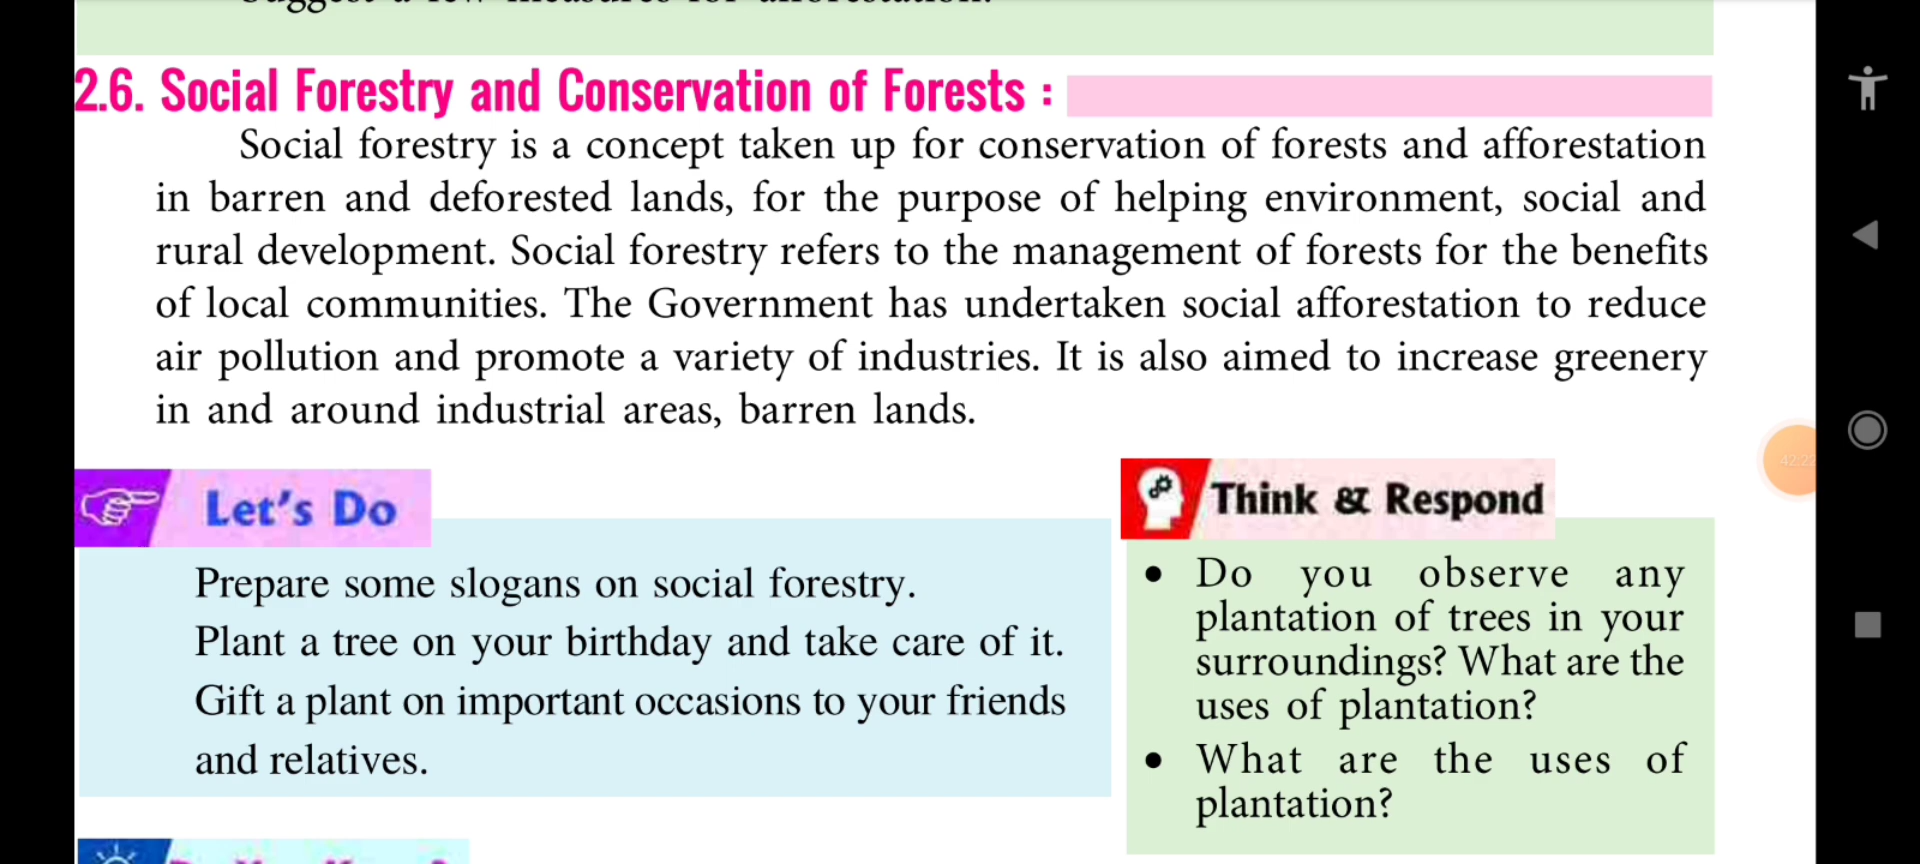 2.6. Social Forestry and Conservation of Forests :
Social forestry is a concept taken up for conservation of forests and afforestation
in barren and deforested lands, for the purpose of helping environment, social and
rural development. Social forestry refers to the management of forests for the benefits
of local communities. The Government has undertaken social afforestation to reduce
air pollution and promote a variety of industries. It is also aimed to increase greenery
in and around industrial areas, barren lands.
Let's Do
Prepare some slogans on social forestry.
Plant a tree on your birthday and take care of it.
Gift a plant on important occasions to your friends
and relatives.
Think & Respond
• Do you observe any
plantation of trees in your
surroundings? What are the
uses of plantation?
• What are the uses of
plantation?